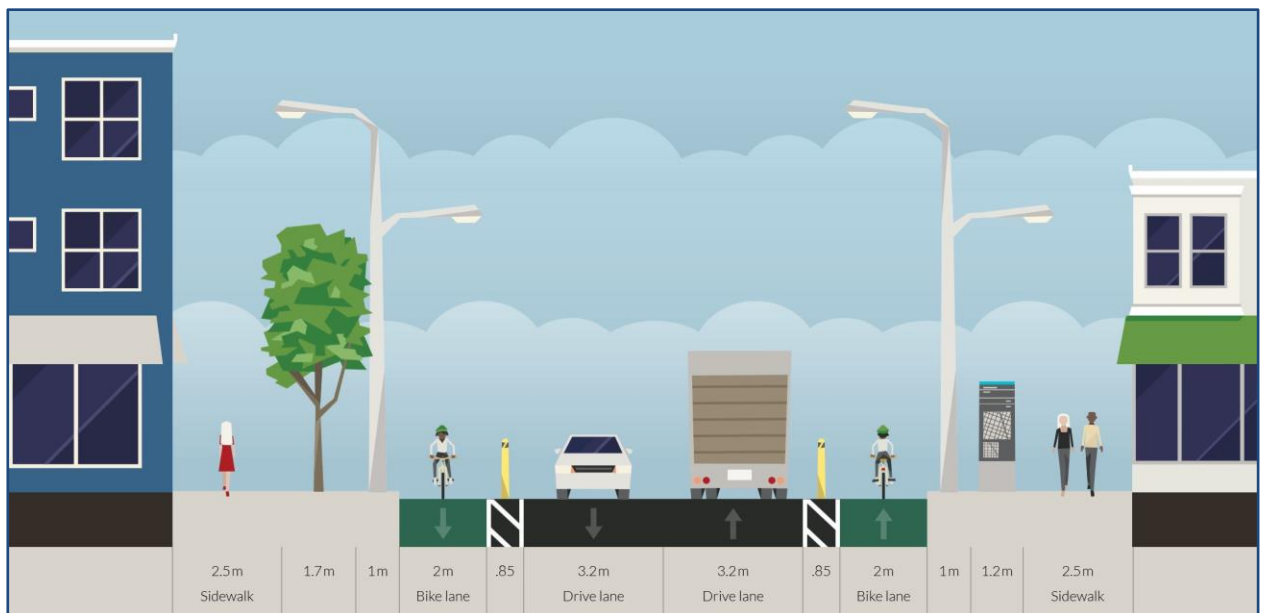 2.5m 1.7m 1m 2m .85 3.2m 3.2m .85 2m 1m 1.2m 2.5m
Sidewalk Bike lane Drive lane Drive lane Bike lane Sidewalk